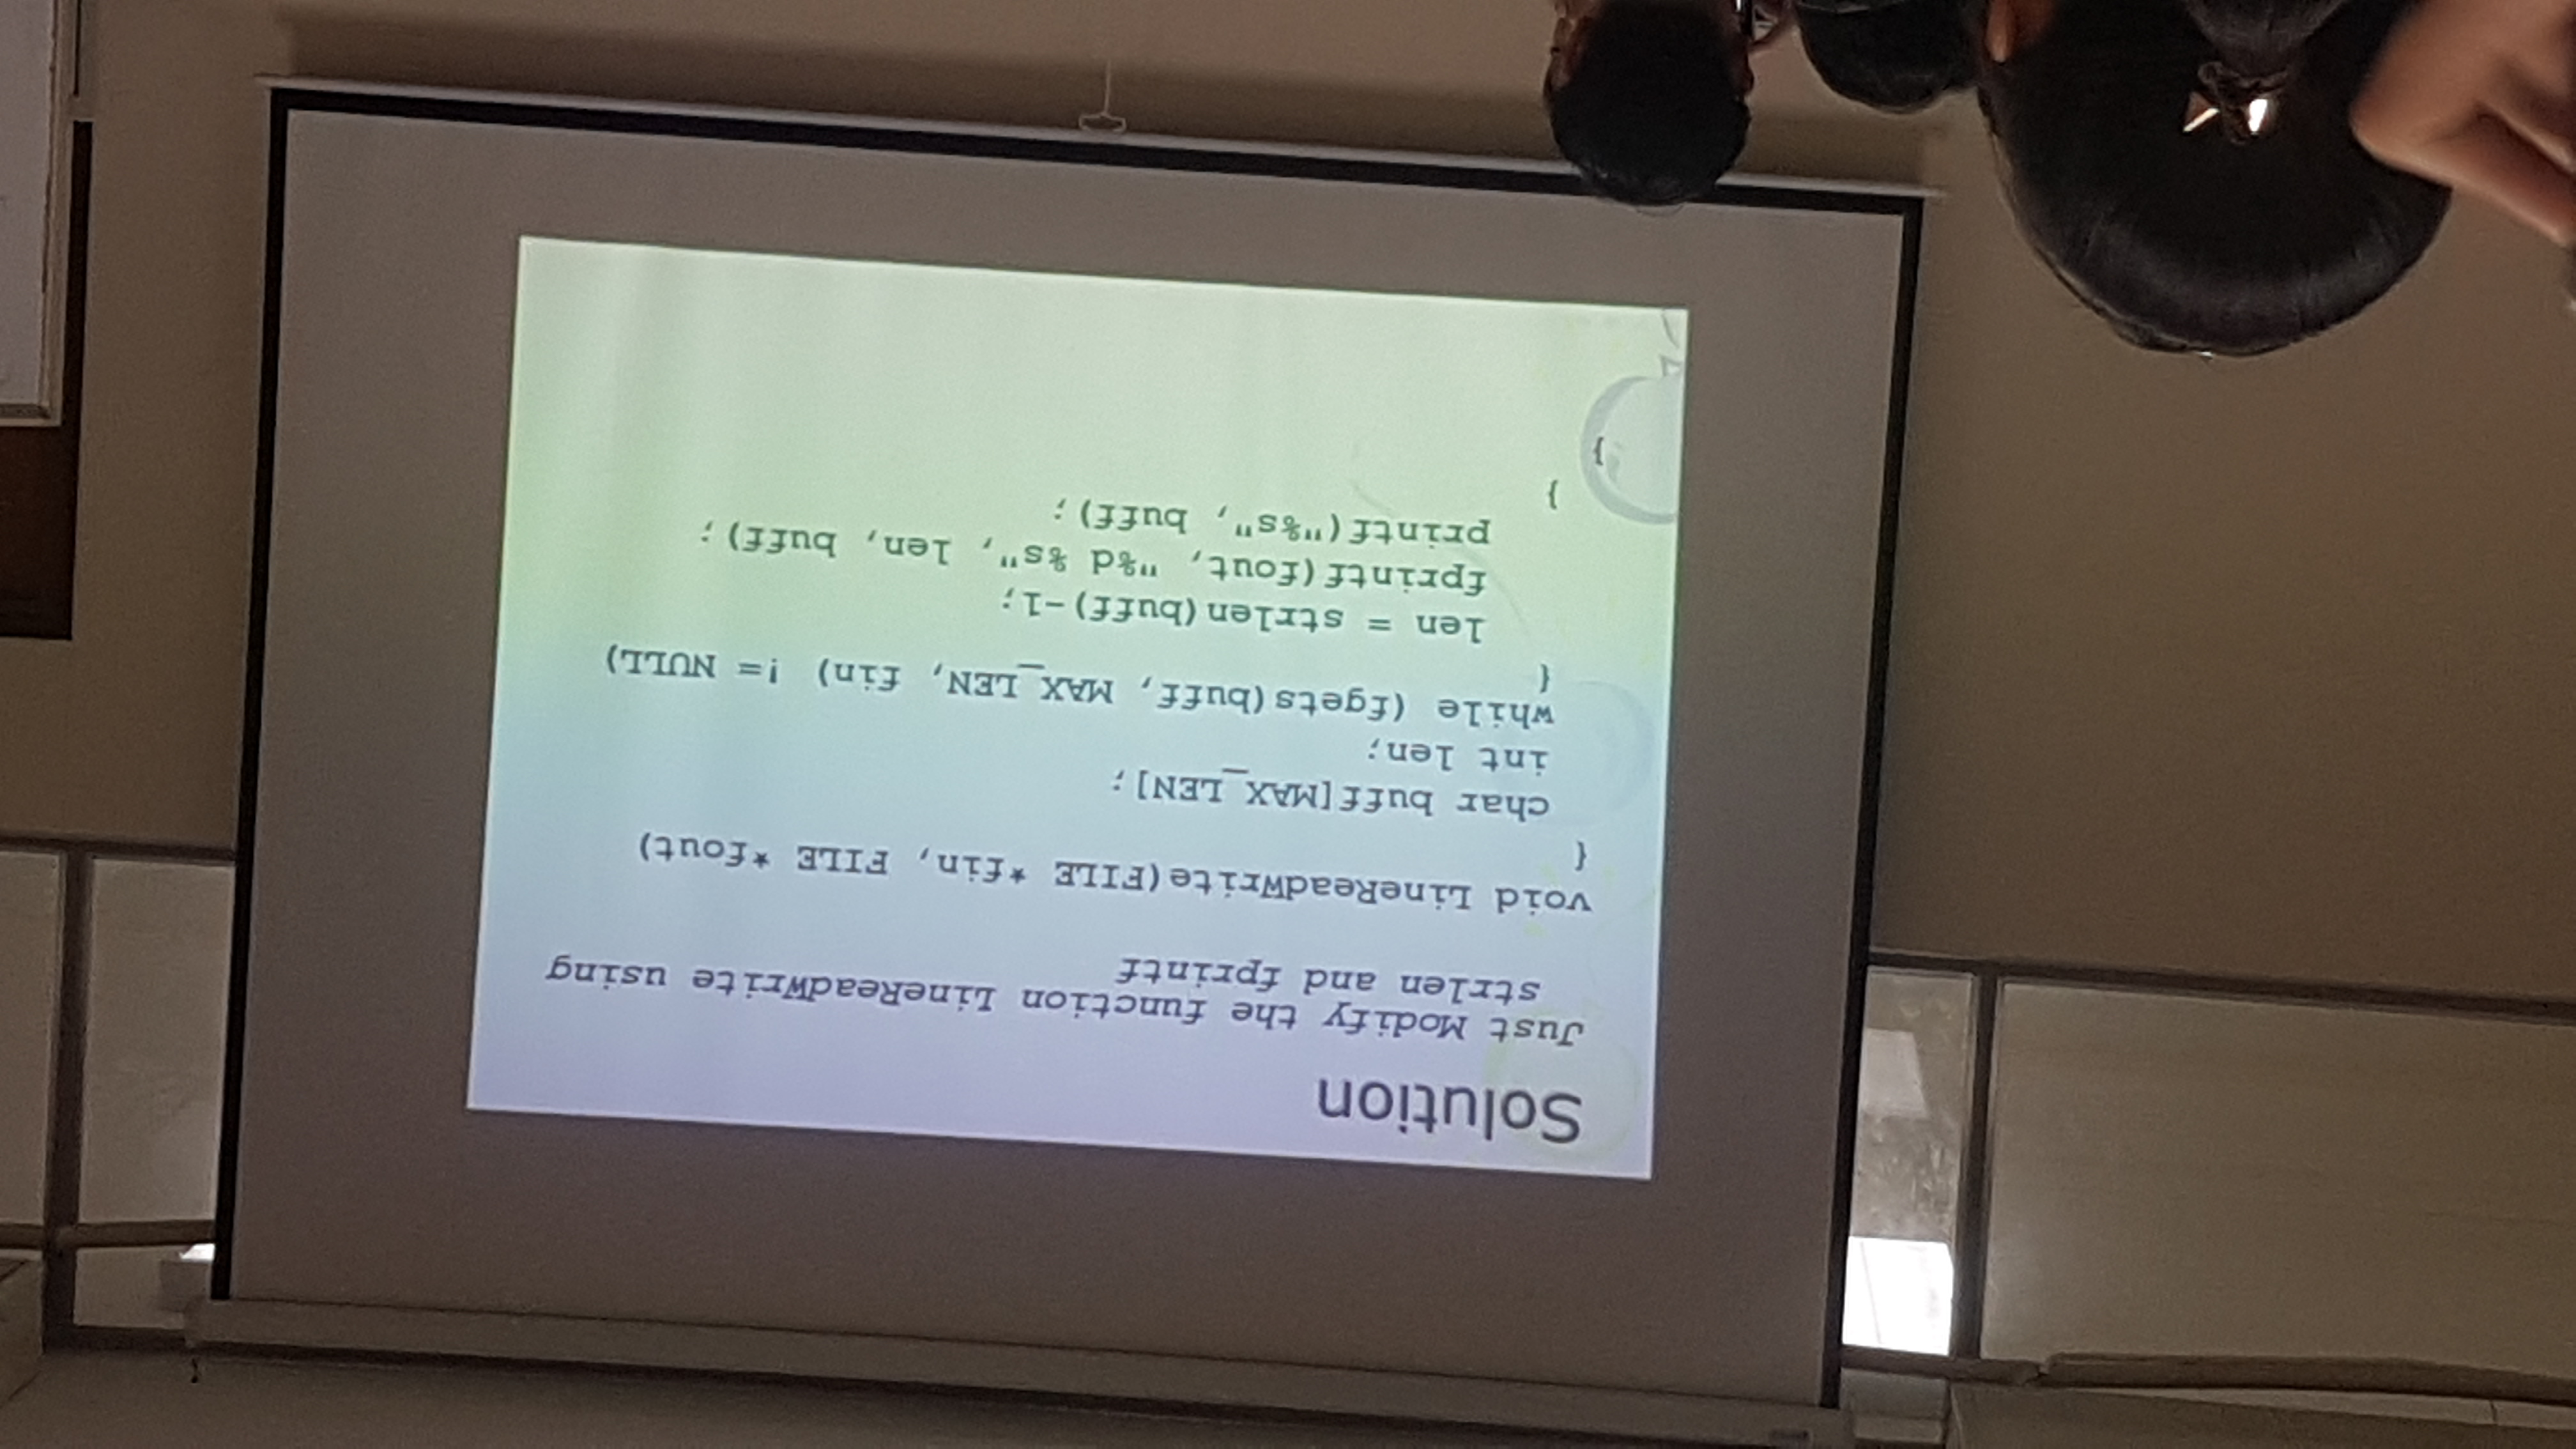 Solution
Just Modify the function LineReadWrite using
strlen and fprintf
void LineReadWrite(FILE *fin, FILE *fout)
{
char buff[MAX_LEN];
int len;
while (fgets(buff, MAX_LEN, fin) != NULL)
{
len = strlen(buff)-1;
fprintf(fout, "%d %s", len, buff);
printf("%s", buff);
}
}